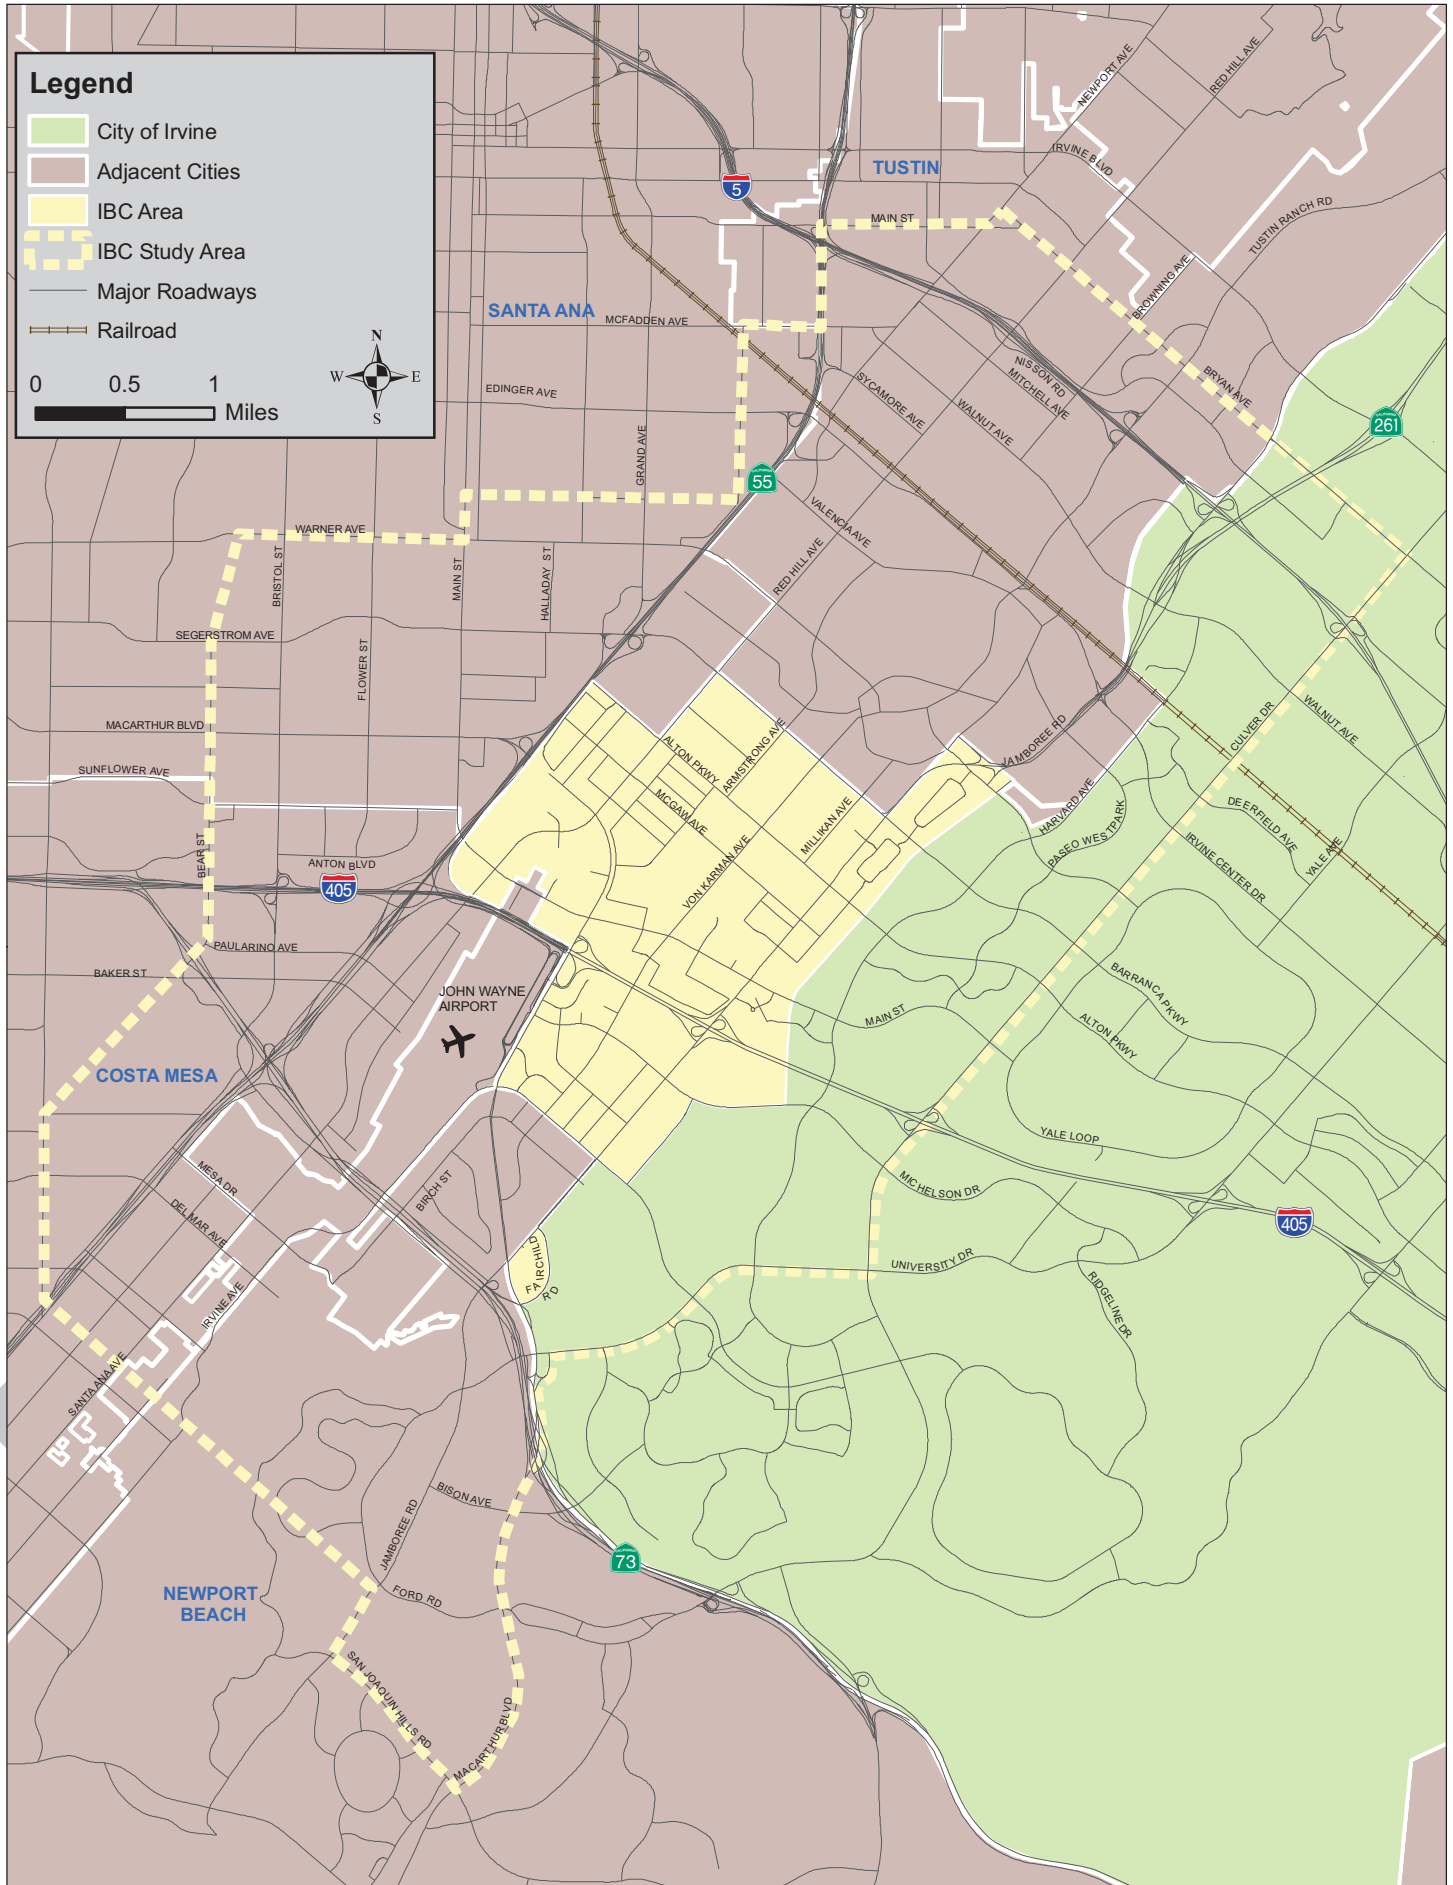 Legend
City of Irvine
Adjacent Cities
IBC Area
IBC Study Area
Major Roadways
Railroad
N
W
E
S
0 0.5 1
Miles
NEWPORT AVE
RED HILL AVE
IRVINE BLVD
TUSTIN
5
MAIN ST
TUSTIN RANCH RD
BROWNING AVE
SANTA ANA
MCFADDEN AVE
NISSON RD
MITCHELL AVE
BRYAN AVE
EDINGER AVE
SYCAMORE AVE
WALNUT AVE
CALIFORNIA
261
GRAND AVE
CALIFORNIA
55
VALENCIA AVE
WARNER AVE
BRISTOL ST
MAIN ST
HALLADAY ST
RED HILL AVE
SEGERSTROM AVE
FLOWER ST
MACARTHUR BLVD
SUNFLOWER AVE
ALTON PKWY
ARMSTRONG AVE
JAMBOREE RD
CULVER DR
WALNUT AVE
MCGAW AVE
MILLIKAN AVE
HARVARD AVE
PASEO WESTPARK
DEERFIELD AVE
YALE AVE
IRVINE CENTER DR
BEAR ST
ANTON BLVD
405
VON KARMAN AVE
PAULARINO AVE
BAKER ST
JOHN WAYNE
AIRPORT
MAIN ST
BARRANCA PKWY
ALTON PKWY
COSTA MESA
YALE LOOP
MESA DR
BIRCH ST
MICHELSON DR
DEL MAR AVE
405
FAIRCHILD
RD
UNIVERSITY DR
RIDGELINE DR
IRVINE AVE
SANTA ANA AVE
BISON AVE
JAMBOREE RD
CALIFORNIA
73
NEWPORT
BEACH
FORD RD
SAN JOAQUIN HILLS RD
MACARTHUR BLVD